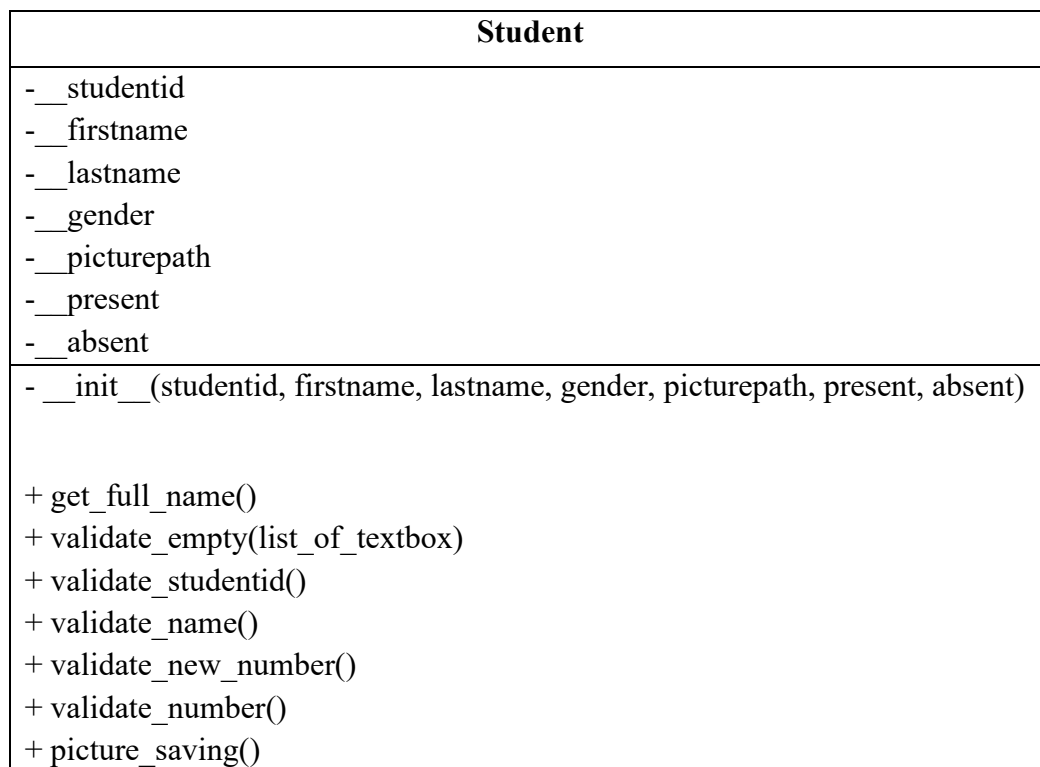 Student
-__studentid
-__firstname
-__lastname
-__gender
-__picturepath
-__present
-__absent
- __init__(studentid, firstname, lastname, gender, picturepath, present, absent)
+ get_full_name()
+ validate_empty(list_of_textbox)
+ validate_studentid()
+ validate_name()
+ validate_new_number()
+ validate_number()
+ picture_saving()